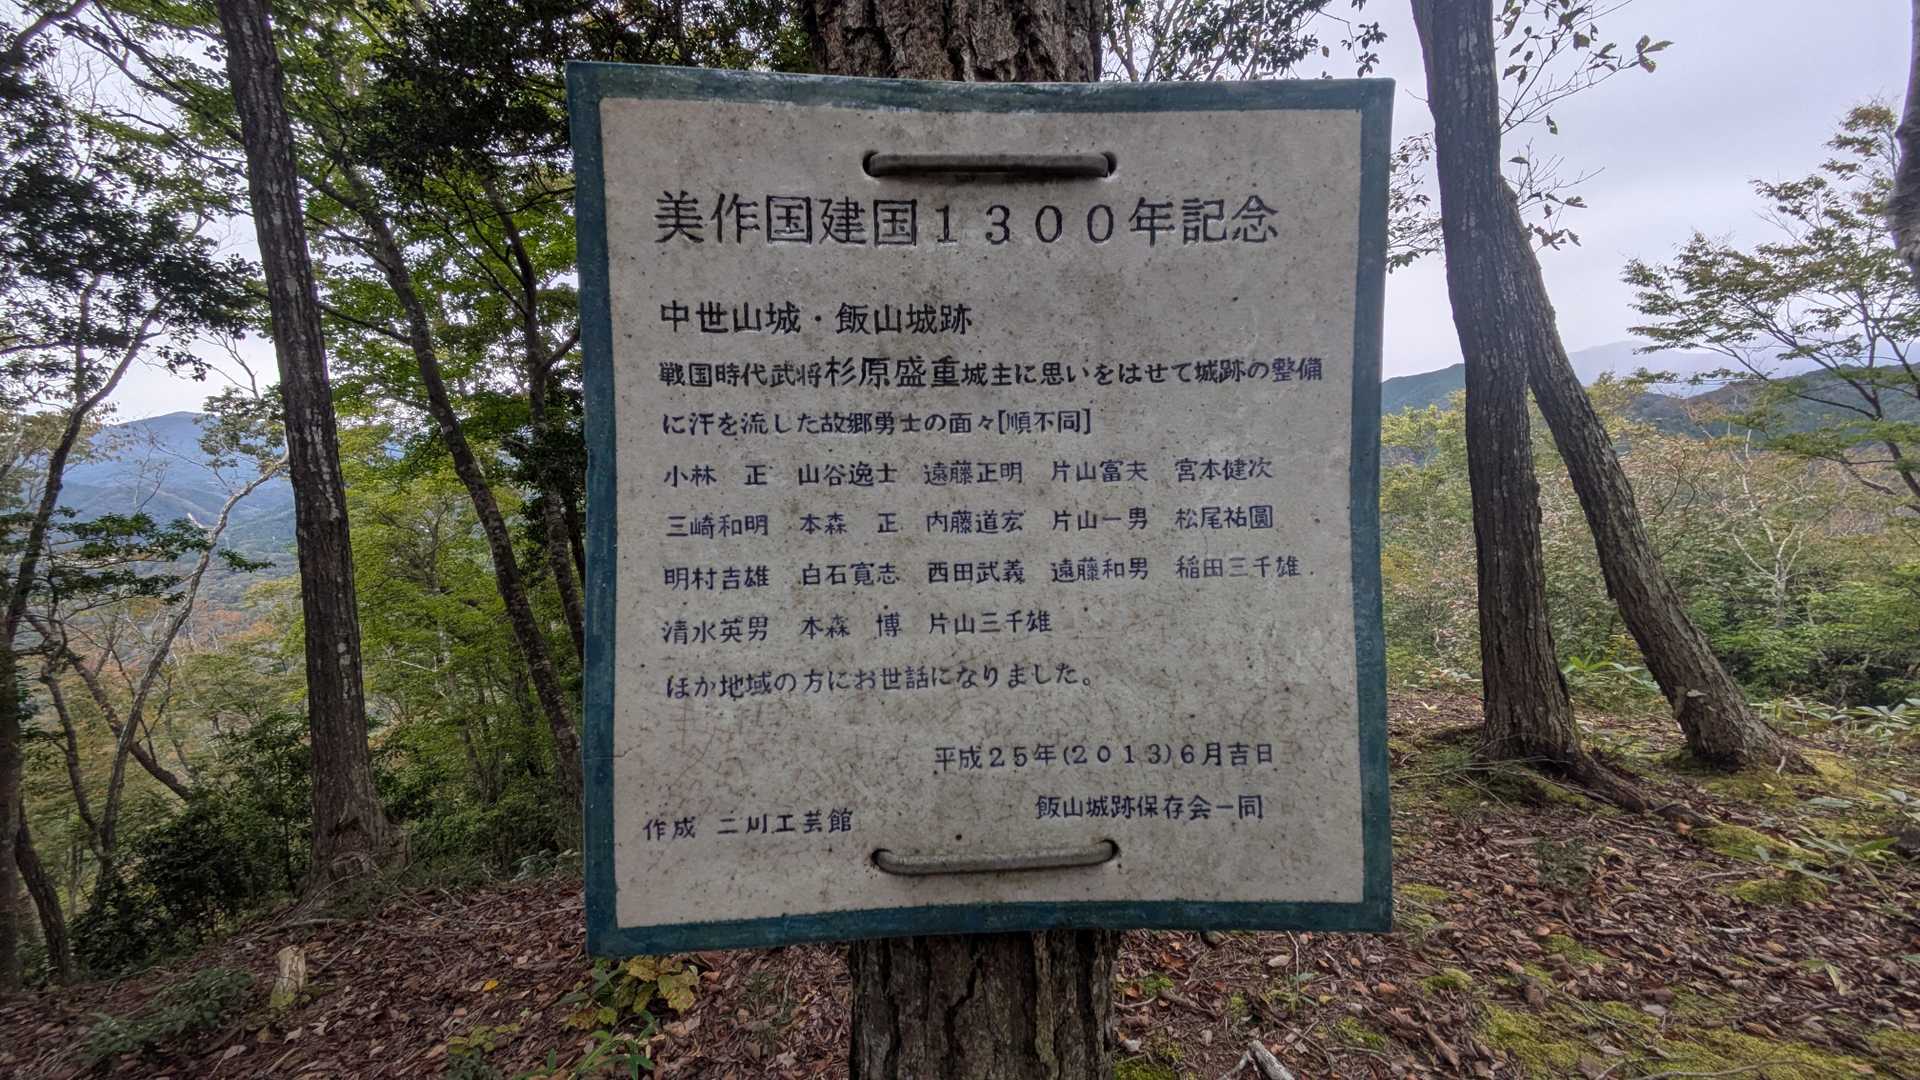 美作国建国１３００年記念
中世山城・飯山城跡
戦国時代武将杉原盛重城主に思いをはせて城跡の整備
に汗を流した故郷勇士の面々[順不同]
小林　正　山谷逸士　遠藤正明　片山富夫　宮本健次
三崎和明　本森　正　内藤道宏　片山一男　松尾祐圓
明村吉雄　白石寛志　西田武義　遠藤和男　稲田三千雄
清水英男　本森　博　片山三千雄
ほか地域の方にお世話になりました。
平成２５年(２０１３)６月吉日
飯山城跡保存会一同
作成　二川工芸館